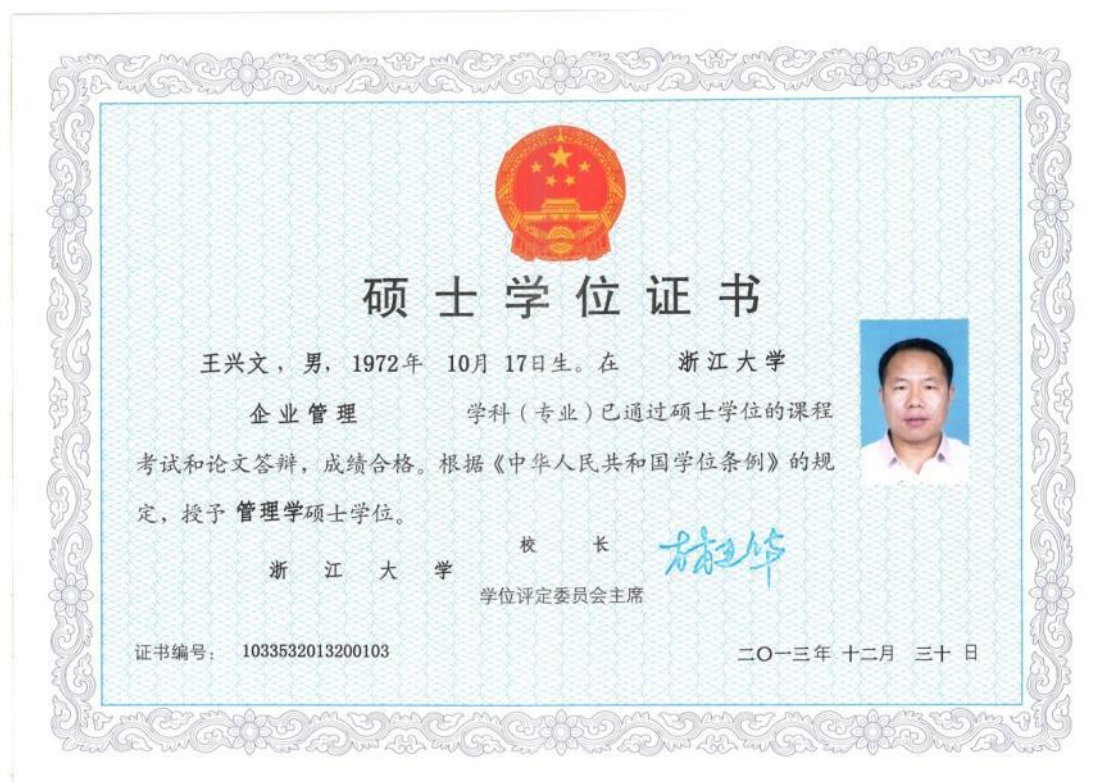 硕士学位证书
王兴文，男，1972年 10月 17日生。在 浙江大学
企业管理 学科（专业）已通过硕士学位的课程
考试和论文答辩，成绩合格。根据《中华人民共和国学位条例》的规
定，授予 管理学硕士学位。
校 长
浙 江 大 学
学位评定委员会主席
证书编号： 1033532013200103
二〇一三年 十二月 三十 日